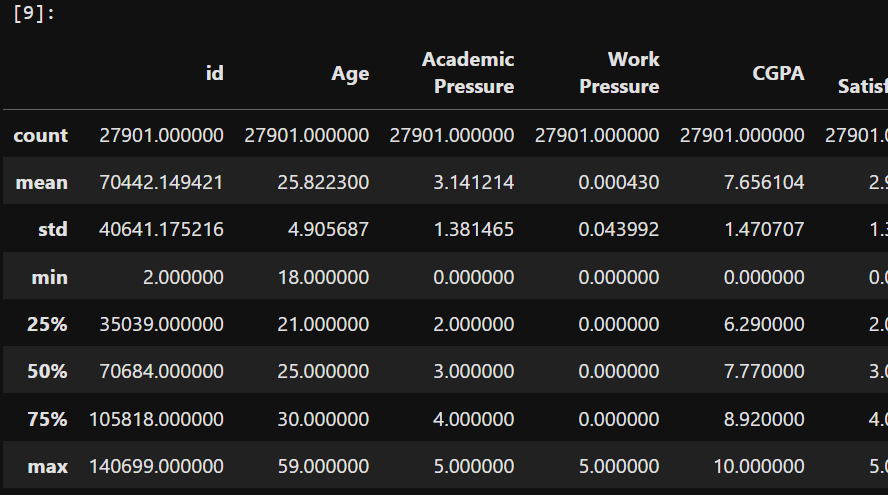 [9]:
id Age Academic Pressure Work Pressure CGPA Satisf
count 27901.000000 27901.000000 27901.000000 27901.000000 27901.000000 27901.0
mean 70442.149421 25.822300 3.141214 0.000430 7.656104 2.9
std 40641.175216 4.905687 1.381465 0.043992 1.470707 1.3
min 2.000000 18.000000 0.000000 0.000000 0.000000 0.0
25% 35039.000000 21.000000 2.000000 0.000000 6.290000 2.0
50% 70684.000000 25.000000 3.000000 0.000000 7.770000 3.0
75% 105818.000000 30.000000 4.000000 0.000000 8.920000 4.0
max 140699.000000 59.000000 5.000000 5.000000 10.000000 5.0